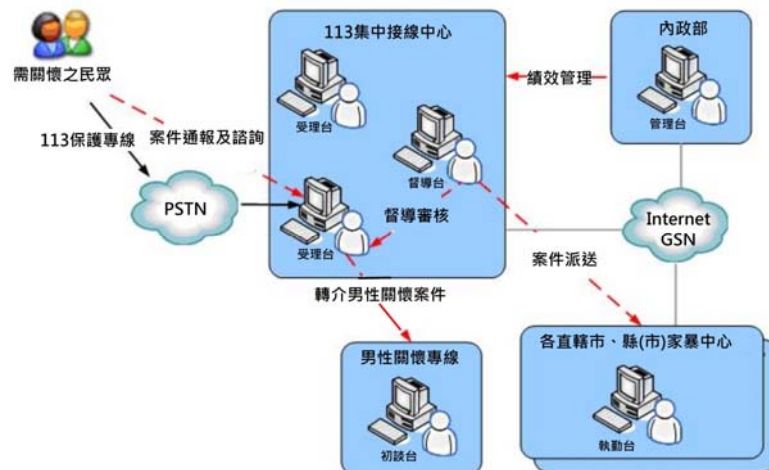 113集中接線中心
內政部
需關懷之民眾
績效管理
受理台
管理台
113保護專線
案件通報及諮詢
督導台
PSTN
督導審核
Internet
GSN
受理台
案件派送
轉介男性關懷案件
男性關懷專線
各直轄市、縣(市)家暴中心
初談台
執勤台